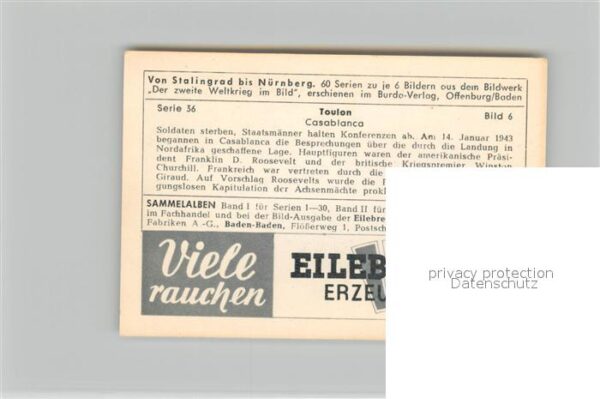 Von Stalingrad bis Nürnberg. 60 Serien zu je 6 Bildern aus dem Bildwerk
„Der zweite Weltkrieg im Bild", erschienen im Burda-Verlag, Offenburg/Baden
Serie 36 Toulon Bild 6
Casablanca
Soldaten sterben, Staatsmänner halten Konferenzen ab. Am 14. Januar 1943
begannen in Casablanca die Besprechungen über die durch die Landung in
Nordafrika geschaffene Lage. Hauptfiguren waren der amerikanische Präsi-
dent Franklin D. Roosevelt und der britische Kriegspremier Winston
Churchill. Frankreich war vertreten durch die
Giraud. Auf Vorschlag Roosevelts wurde die
gungslosen Kapitulation der Achsenmächte
SAMMELALBEN Band I für Serien 1—30, Band II für
im Fachhandel und bei der Bild-Ausgabe der
Fabriken A.-G., Baden-Baden, Flößerweg 1,
Viele
rauchen
EILEB
ERZEU
privacy protection
Datenschutz